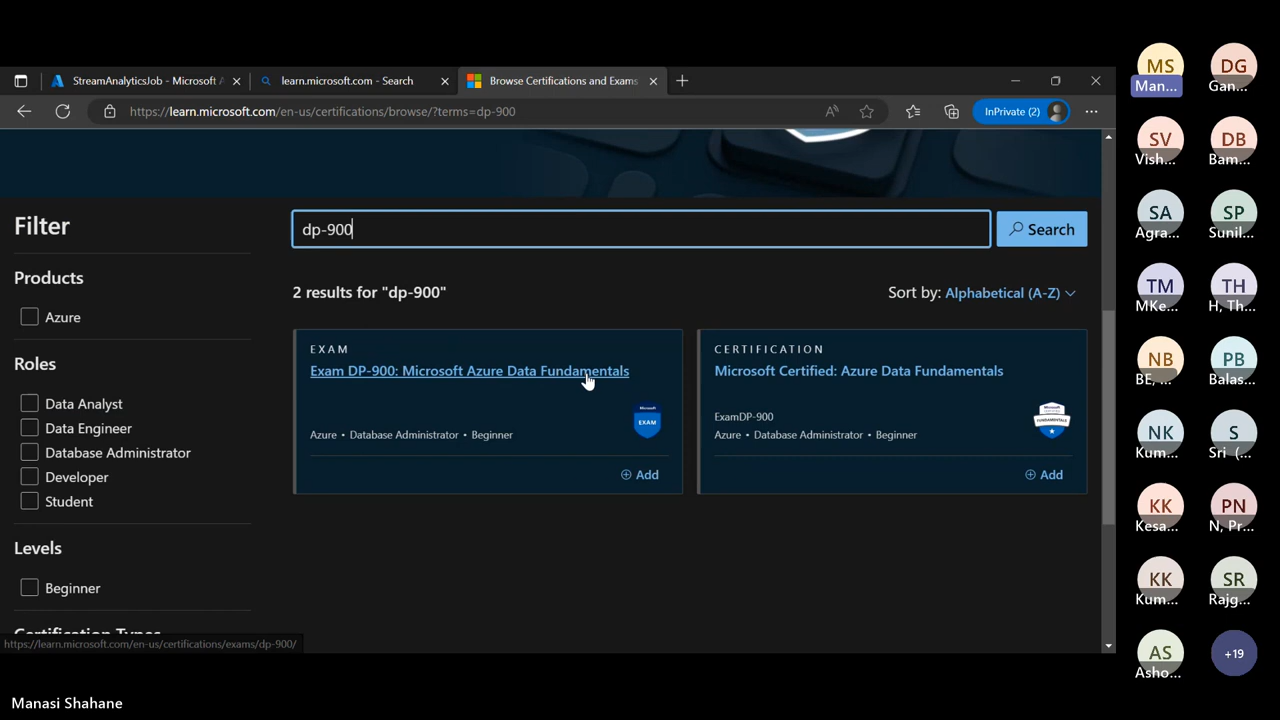 StreamAnalyticsJob - Microsoft A
learn.microsoft.com - Search
Browse Certifications and Exams
https://learn.microsoft.com/en-us/certifications/browse/?terms=dp-900
InPrivate (2)
Filter
Products
Azure
Roles
Data Analyst
Data Engineer
Database Administrator
Developer
Student
Levels
Beginner
Certification Types
https://learn.microsoft.com/en-us/certifications/exams/dp-900/
dp-900
Search
2 results for "dp-900"
Sort by: Alphabetical (A-Z)
EXAM
Exam DP-900: Microsoft Azure Data Fundamentals
Azure • Database Administrator • Beginner
Microsoft
EXAM
Add
CERTIFICATION
Microsoft Certified: Azure Data Fundamentals
ExamDP-900
Azure • Database Administrator • Beginner
FUNDAMENTALS
Add
MS
Man...
DG
Gan...
SV
Vish...
DB
Bam...
SA
Agra...
SP
Sunil...
TM
MKe...
TH
H, Th...
NB
BE, ...
PB
Balas...
NK
Kum...
S
Sri (...
KK
Kesa...
PN
N, Pr...
KK
Kum...
SR
Rajg...
AS
Asho...
+19
Manasi Shahane